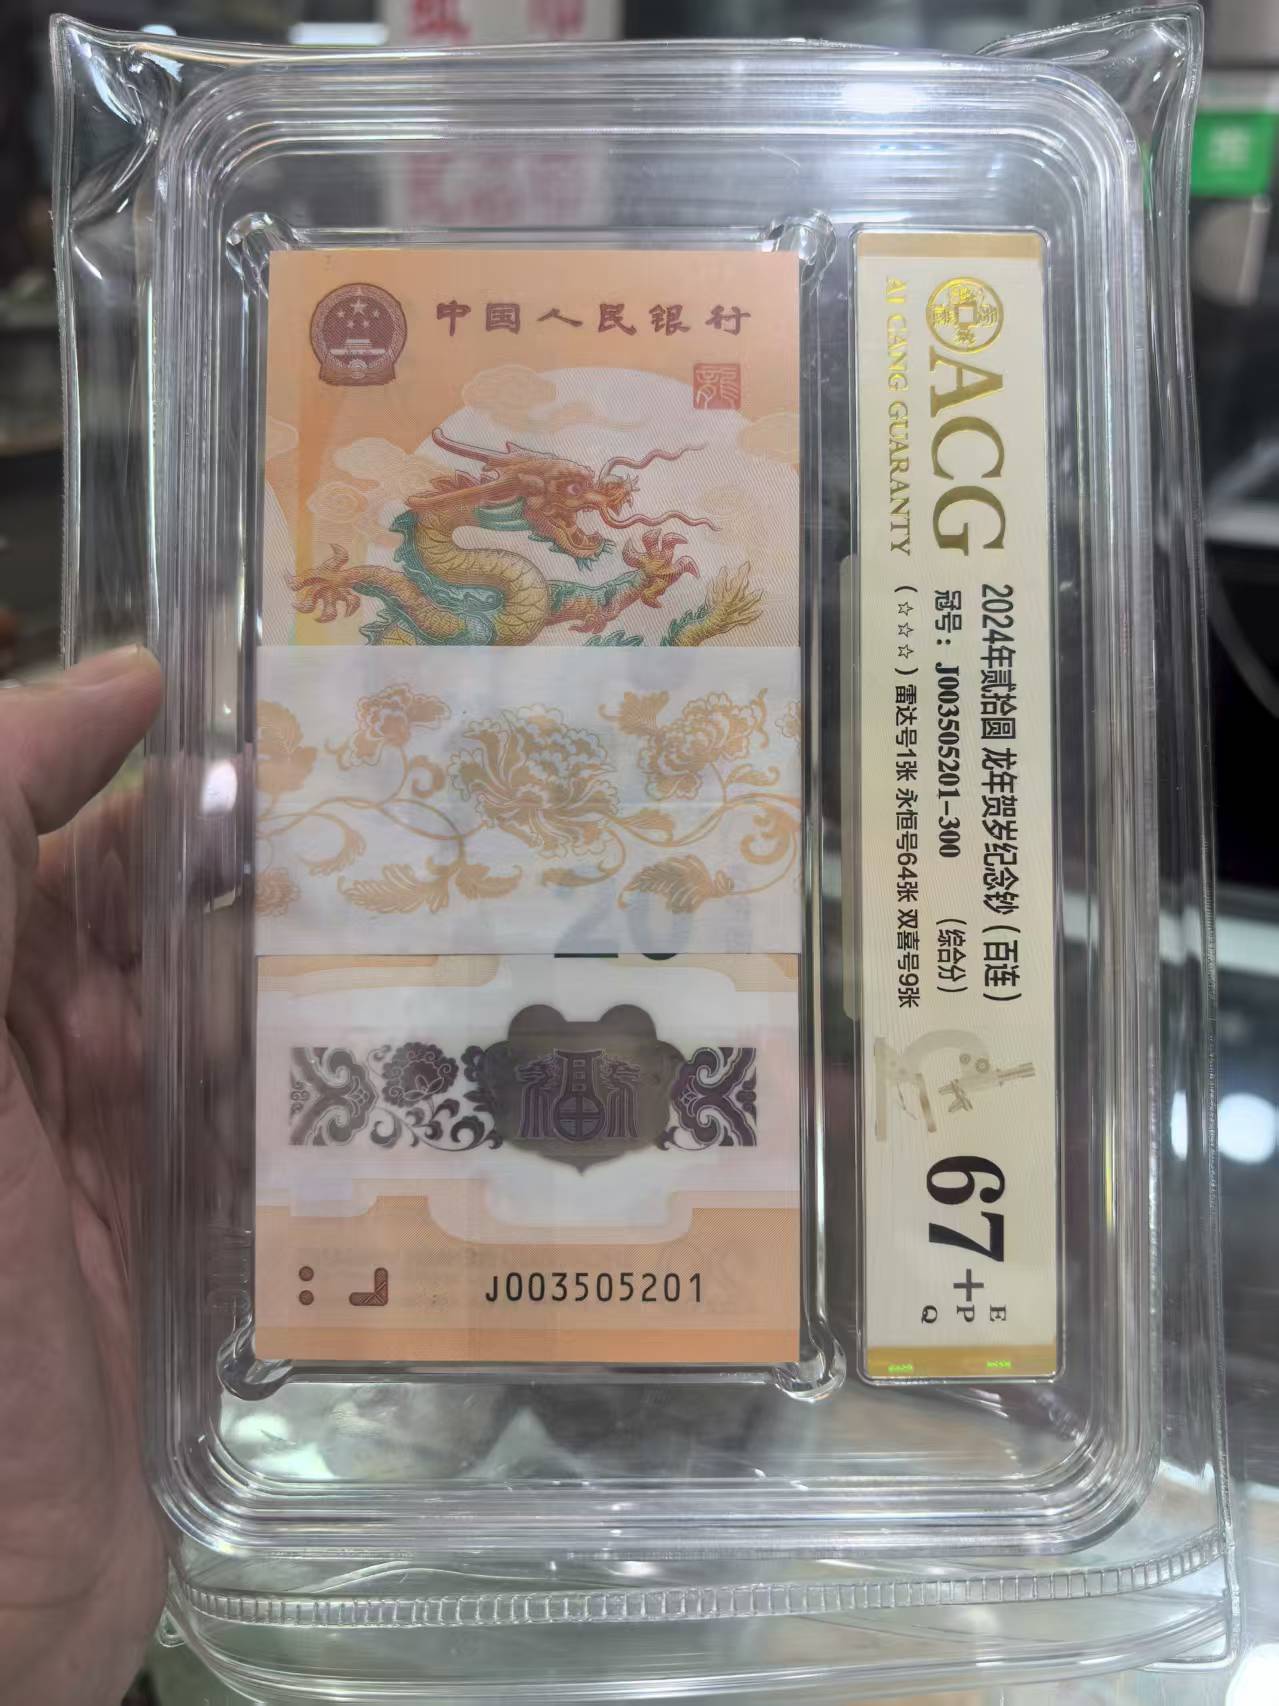 中国人民银行
龍
20
福
J003505201
ACG
AI CANG GUARANTY
2024年贰拾圆 龙年贺岁纪念钞（百连）
冠号：J003505201-300 （综合分）
（☆☆☆）雷达号1张 永恒号64张 双喜号9张
67+
E
P
Q